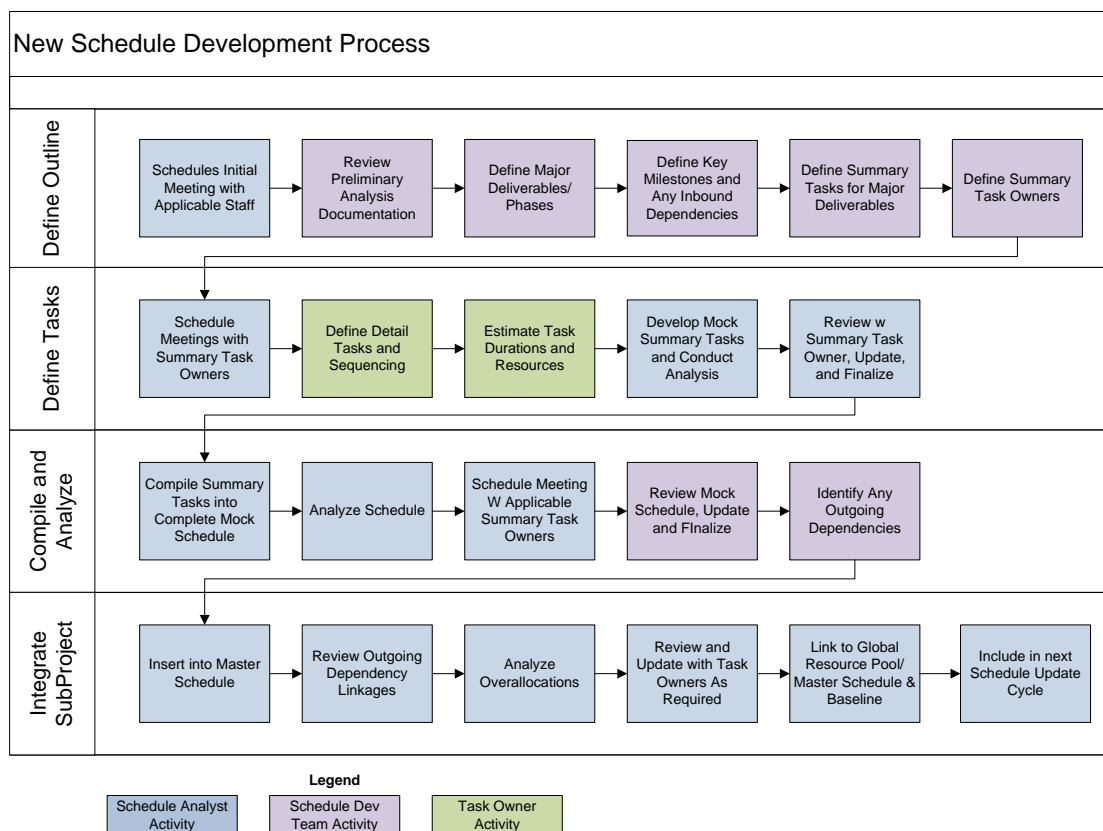 New Schedule Development Process
Define Outline
Schedules Initial
Meeting with
Applicable Staff
Review
Preliminary
Analysis
Documentation
Define Major
Deliverables/
Phases
Define Key
Milestones and
Any Inbound
Dependencies
Define Summary
Tasks for Major
Deliverables
Define Summary
Task Owners
Define Tasks
Schedule
Meetings with
Summary Task
Owners
Define Detail
Tasks and
Sequencing
Estimate Task
Durations and
Resources
Develop Mock
Summary Tasks
and Conduct
Analysis
Review w
Summary Task
Owner, Update,
and Finalize
Compile and
Analyze
Compile Summary
Tasks into
Complete Mock
Schedule
Analyze Schedule
Schedule Meeting
W Applicable
Summary Task
Owners
Review Mock
Schedule, Update
and FInalize
Identify Any
Outgoing
Dependencies
Integrate
SubProject
Insert into Master
Schedule
Review Outgoing
Dependency
Linkages
Analyze
Overallocations
Review and
Update with Task
Owners As
Required
Link to Global
Resource Pool/
Master Schedule &
Baseline
Include in next
Schedule Update
Cycle
Legend
Schedule Analyst
Activity
Schedule Dev
Team Activity
Task Owner
Activity